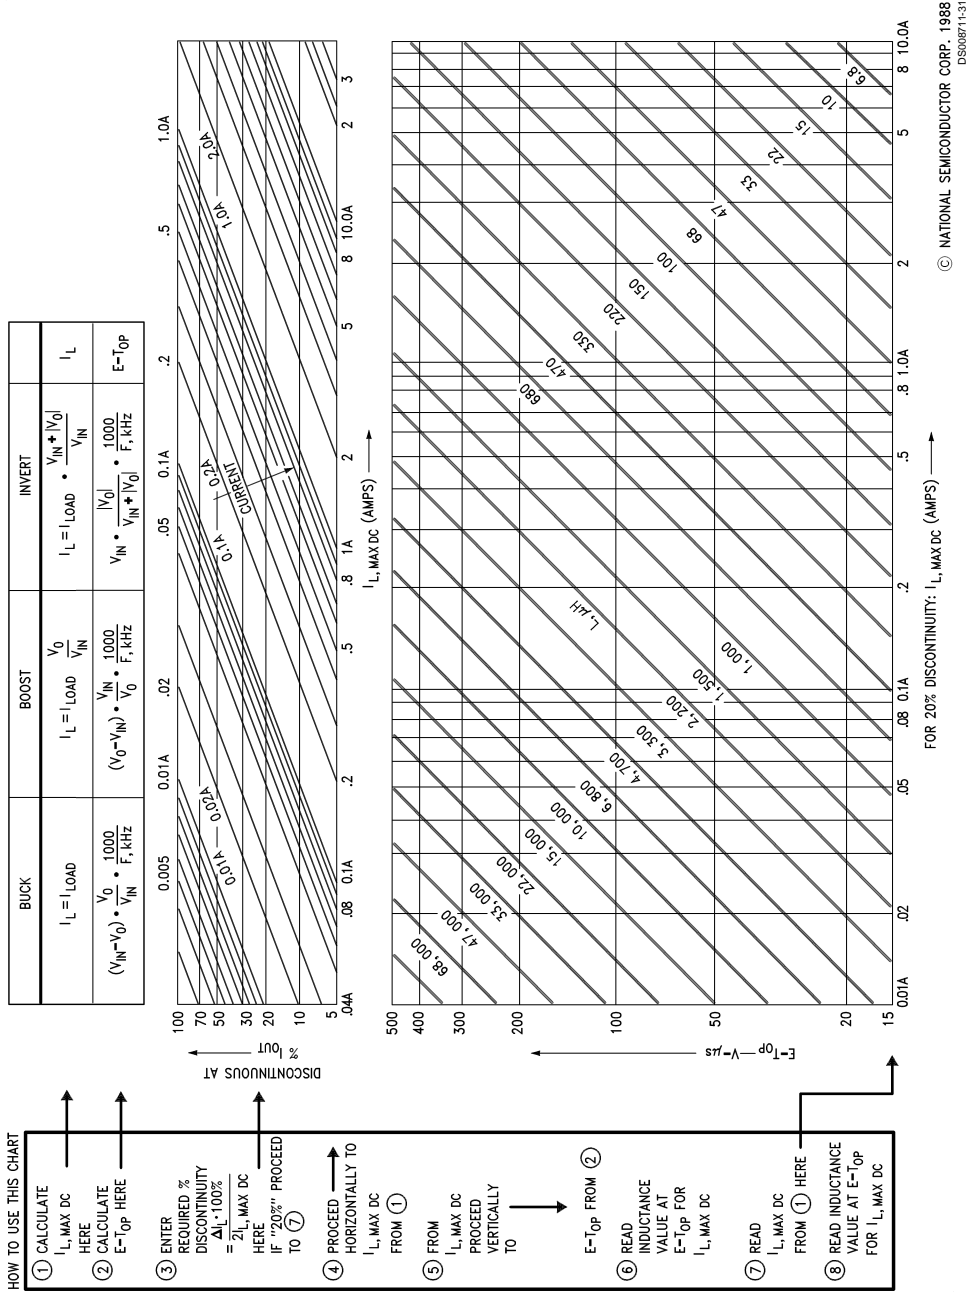 HOW TO USE THIS CHART
① CALCULATE
I_L, MAX DC
HERE
② CALCULATE
E–T_OP HERE
③ ENTER
REQUIRED %
DISCONTINUITY
= ΔI_L · 100% / 2I_L, MAX DC
HERE
IF "20%" PROCEED
TO ⑦
④ PROCEED
HORIZONTALLY TO
I_L, MAX DC
FROM ①
⑤ FROM
I_L, MAX DC
PROCEED
VERTICALLY
TO
E–T_OP FROM ②
⑥ READ
INDUCTANCE
VALUE AT
E–T_OP FOR
I_L, MAX DC
⑦ READ
I_L, MAX DC
FROM ① HERE
⑧ READ INDUCTANCE
VALUE AT E–T_OP
FOR I_L, MAX DC
BUCK BOOST INVERT
I_L = I_LOAD I_L = I_LOAD V_O / V_IN I_L = I_LOAD • V_IN + |V_O| / V_IN I_L
(V_IN–V_O) • V_O / V_IN • 1000 / F, kHz (V_O–V_IN) • V_IN / V_O • 1000 / F, kHz V_IN • |V_O| / V_IN + |V_O| • 1000 / F, kHz E–T_OP
0.005 0.01A .02 .05 0.1A .2 .5 1.0A
DISCONTINUOUS AT
% I_OUT
100
70
50
30
20
10
5
0.01A
0.02A
0.1A
0.2A
CURRENT
1.0A
2.0A
.04A .08 0.1A .2 .5 .8 1A 2 5 8 10.0A 2 3
I_L, MAX DC (AMPS)
E–T_OP—V–μs
500
400
300
200
100
50
20
15
68,000
47,000
33,000
22,000
15,000
10,000
6,800
4,700
3,300
2,200
1,500
1,000
L, μH
680
470
330
220
150
100
68
47
33
22
15
10
6.8
0.01A .02 .05 .08 0.1A .2 .5 .8 1.0A 2 5 8 10.0A
FOR 20% DISCONTINUITY: I_L, MAX DC (AMPS)
© NATIONAL SEMICONDUCTOR CORP. 1988
DS008711-31